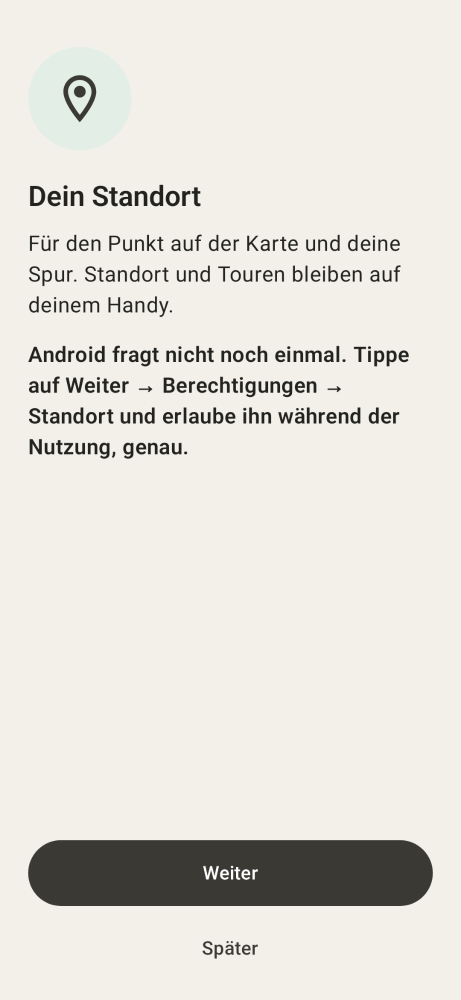 Dein Standort
Für den Punkt auf der Karte und deine
Spur. Standort und Touren bleiben auf
deinem Handy.
Android fragt nicht noch einmal. Tippe
auf Weiter → Berechtigungen →
Standort und erlaube ihn während der
Nutzung, genau.
Weiter
Später